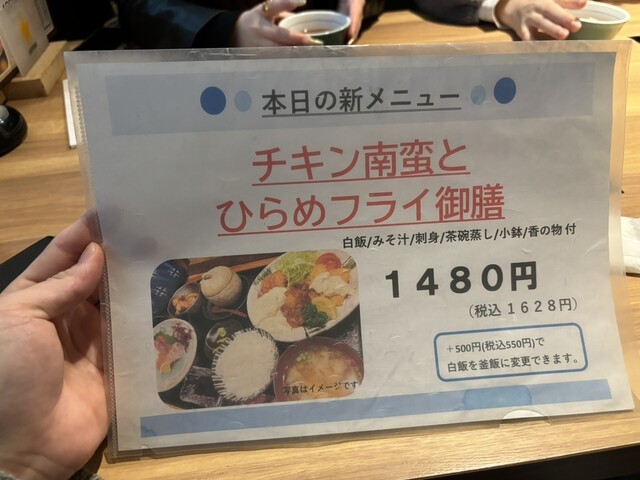 本日の新メニュー
チキン南蛮と
ひらめフライ御膳
白飯/みそ汁/刺身/茶碗蒸し/小鉢/香の物 付
１４８０円
（税込 １６２８円）
＋500円(税込550円)で
白飯を釜飯に変更できます。
写真はイメージです